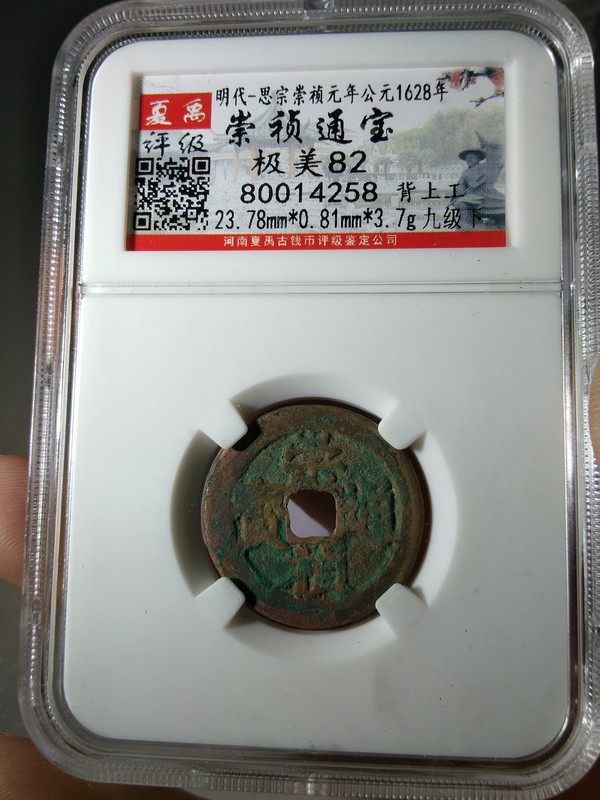 夏禹
评级
明代-思宗崇祯元年公元1628年
崇祯通宝
极美82
80014258 背上工
23.78mm*0.81mm*3.7g 九级下
河南夏禹古钱币评级鉴定公司
崇
通